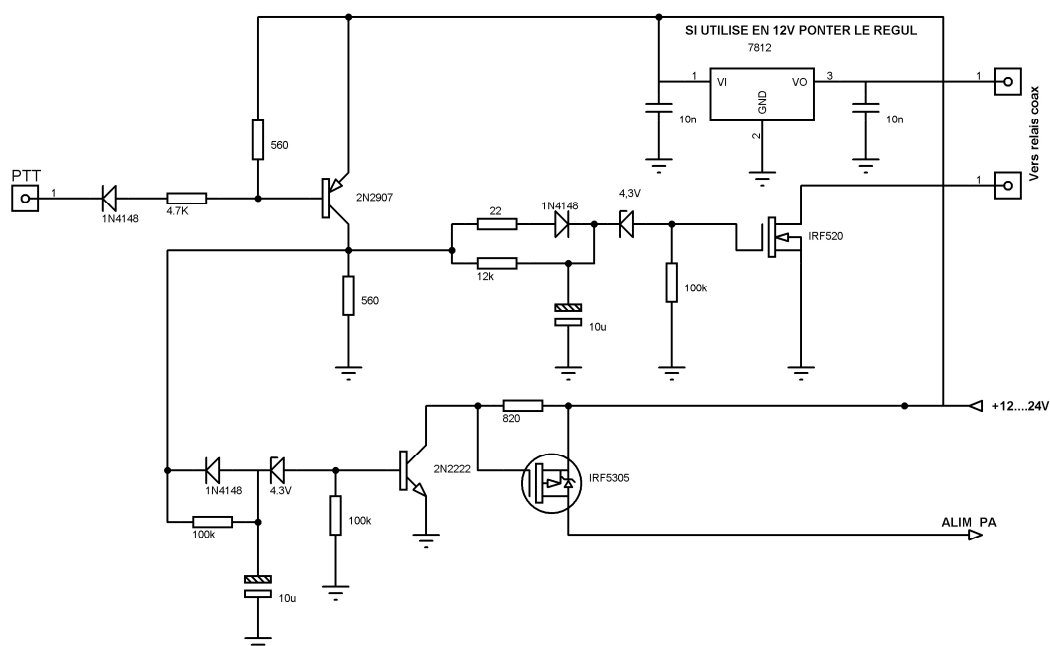 SI UTILISE EN 12V PONTER LE REGUL
7812
1
VI
VO
3
GND
2
10n
10n
1
Vers relais coax
1
560
PTT
1
1N4148
4.7K
2N2907
22
1N4148
4,3V
IRF520
12k
100k
560
10u
820
+12....24V
2N2222
IRF5305
1N4148
4.3V
100k
100k
ALIM_PA
10u